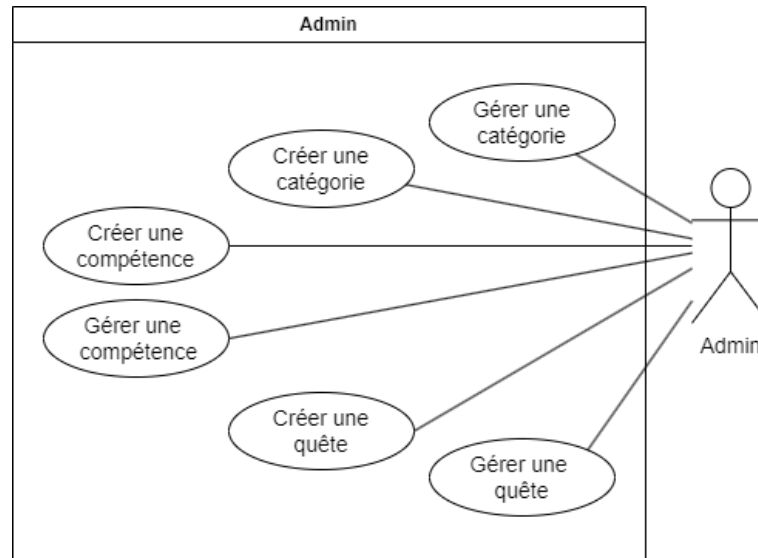 Admin
Gérer une
catégorie
Créer une
catégorie
Créer une
compétence
Gérer une
compétence
Admin
Créer une
quête
Gérer une
quête